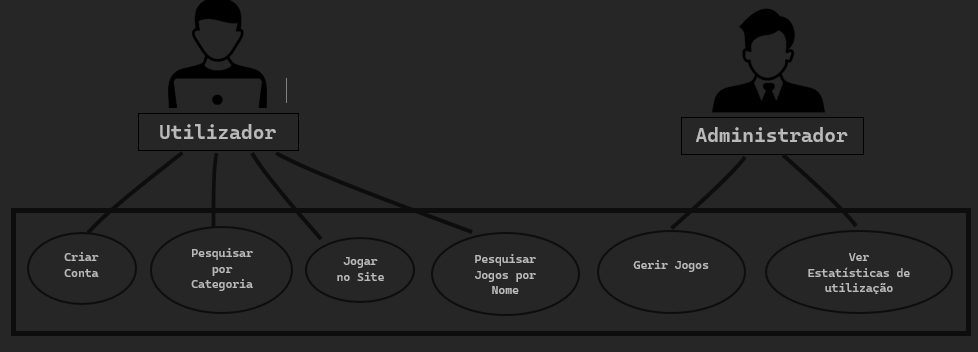 Utilizador
Administrador
Criar
Conta
Pesquisar
por
Categoria
Jogar
no Site
Pesquisar
Jogos por
Nome
Gerir Jogos
Ver
Estatísticas de
utilização